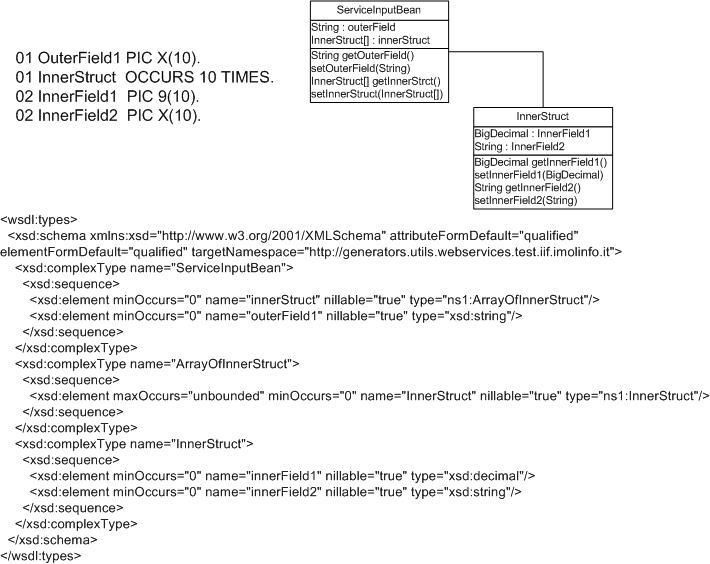 ServiceInputBean
String : outerField
InnerStruct[] : innerStruct
String getOuterField()
setOuterField(String)
InnerStruct[] getInnerStrct()
setInnerStruct(InnerStruct[])
01 OuterField1 PIC X(10).
01 InnerStruct OCCURS 10 TIMES.
02 InnerField1 PIC 9(10).
02 InnerField2 PIC X(10).
InnerStruct
BigDecimal : InnerField1
String : InnerField2
BigDecimal getInnerField1()
setInnerField1(BigDecimal)
String getInnerField2()
setInnerField2(String)
<wsdl:types>
<xsd:schema xmlns:xsd="http://www.w3.org/2001/XMLSchema" attributeFormDefault="qualified"
elementFormDefault="qualified" targetNamespace="http://generators.utils.webservices.test.iif.imolinfo.it">
<xsd:complexType name="ServiceInputBean">
<xsd:sequence>
<xsd:element minOccurs="0" name="innerStruct" nillable="true" type="ns1:ArrayOfInnerStruct"/>
<xsd:element minOccurs="0" name="outerField1" nillable="true" type="xsd:string"/>
</xsd:sequence>
</xsd:complexType>
<xsd:complexType name="ArrayOfInnerStruct">
<xsd:sequence>
<xsd:element maxOccurs="unbounded" minOccurs="0" name="InnerStruct" nillable="true" type="ns1:InnerStruct"/>
</xsd:sequence>
</xsd:complexType>
<xsd:complexType name="InnerStruct">
<xsd:sequence>
<xsd:element minOccurs="0" name="innerField1" nillable="true" type="xsd:decimal"/>
<xsd:element minOccurs="0" name="innerField2" nillable="true" type="xsd:string"/>
</xsd:sequence>
</xsd:complexType>
</xsd:schema>
</wsdl:types>